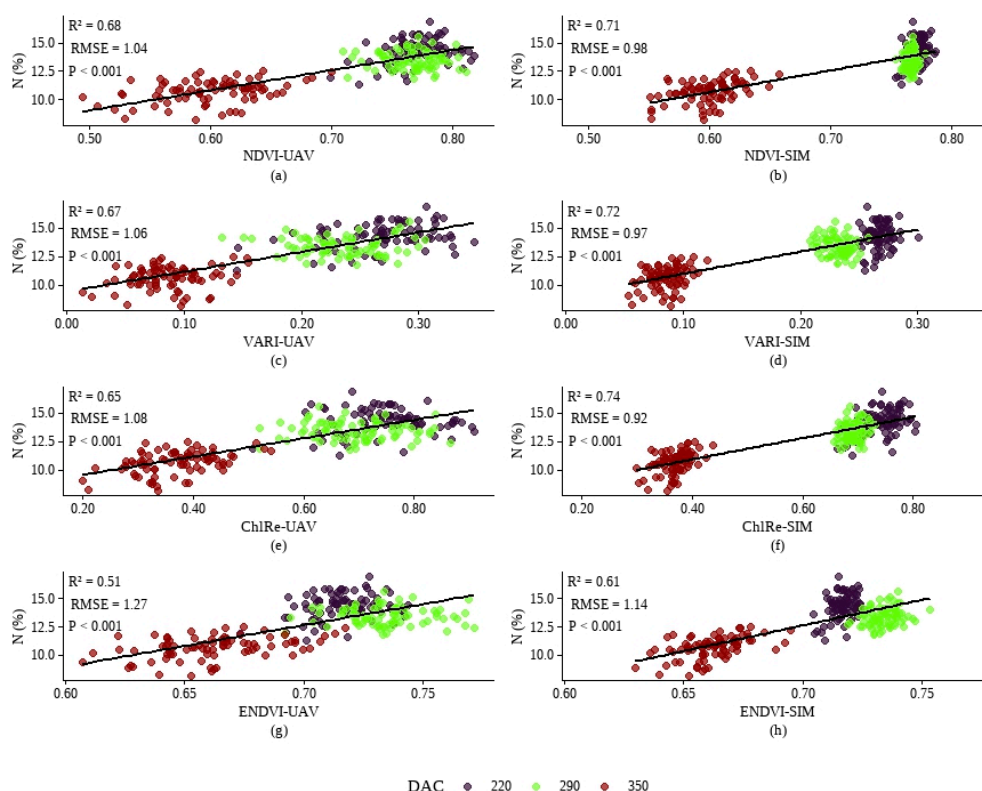 R² = 0.68
RMSE = 1.04
P < 0.001
N (%)
15.0
12.5
10.0
0.50 0.60 0.70 0.80
NDVI-UAV
(a)
R² = 0.71
RMSE = 0.98
P < 0.001
N (%)
15.0
12.5
10.0
0.50 0.60 0.70 0.80
NDVI-SIM
(b)
R² = 0.67
RMSE = 1.06
P < 0.001
N (%)
15.0
12.5
10.0
0.00 0.10 0.20 0.30
VARI-UAV
(c)
R² = 0.72
RMSE = 0.97
P < 0.001
N (%)
15.0
12.5
10.0
0.00 0.10 0.20 0.30
VARI-SIM
(d)
R² = 0.65
RMSE = 1.08
P < 0.001
N (%)
15.0
12.5
10.0
0.20 0.40 0.60 0.80
ChlRe-UAV
(e)
R² = 0.74
RMSE = 0.92
P < 0.001
N (%)
15.0
12.5
10.0
0.20 0.40 0.60 0.80
ChlRe-SIM
(f)
R² = 0.51
RMSE = 1.27
P < 0.001
N (%)
15.0
12.5
10.0
0.60 0.65 0.70 0.75
ENDVI-UAV
(g)
R² = 0.61
RMSE = 1.14
P < 0.001
N (%)
15.0
12.5
10.0
0.60 0.65 0.70 0.75
ENDVI-SIM
(h)
DAC 220 290 350